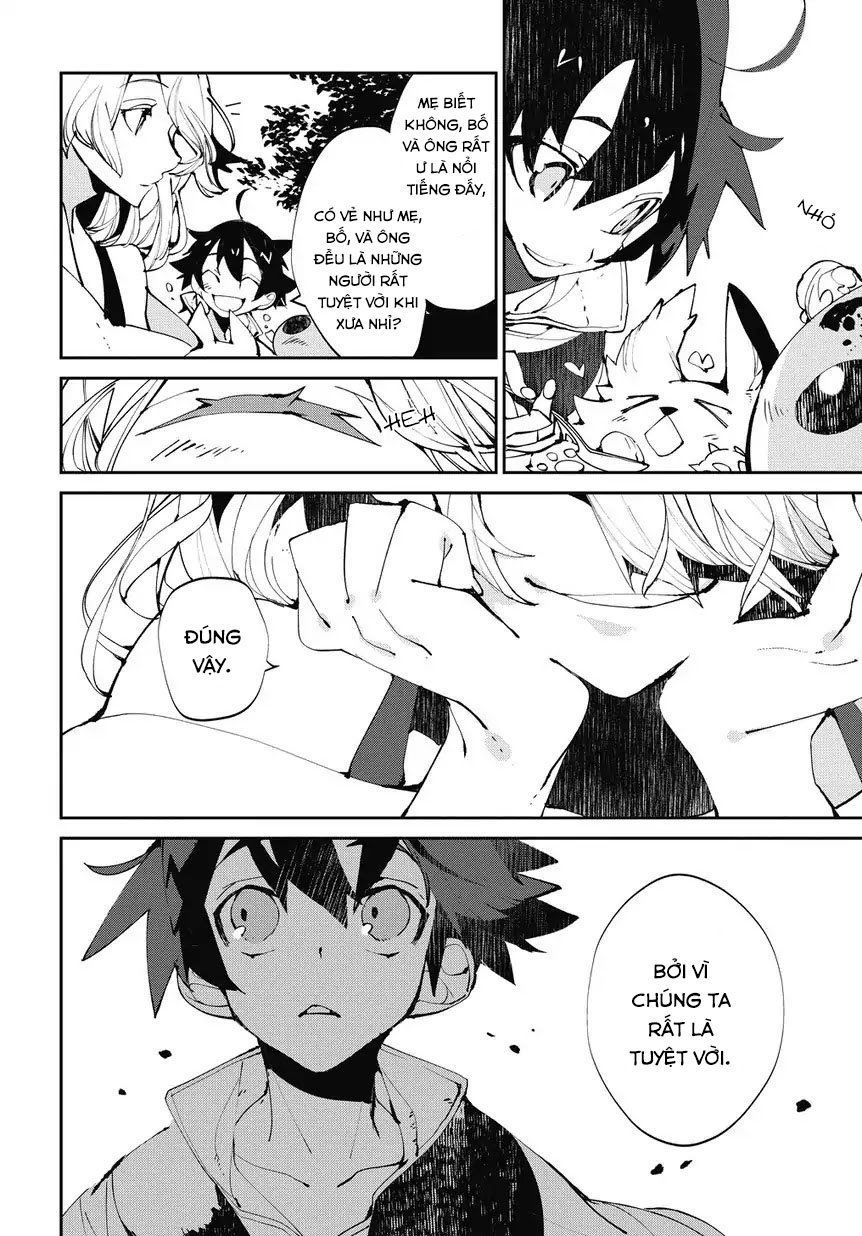 MẸ BIẾT
KHÔNG, BỐ
VÀ ÔNG RẤT
Ư LÀ NỔI
TIẾNG ĐẤY,
CÓ VẺ NHƯ MẸ,
BỐ, VÀ ÔNG
ĐỀU LÀ NHỮNG
NGƯỜI RẤT
TUYỆT VỜI KHI
XƯA NHỈ?
NHỎ
HEH
ĐÚNG
VẬY.
BỞI VÌ
CHÚNG TA
RẤT LÀ
TUYỆT VỜI.